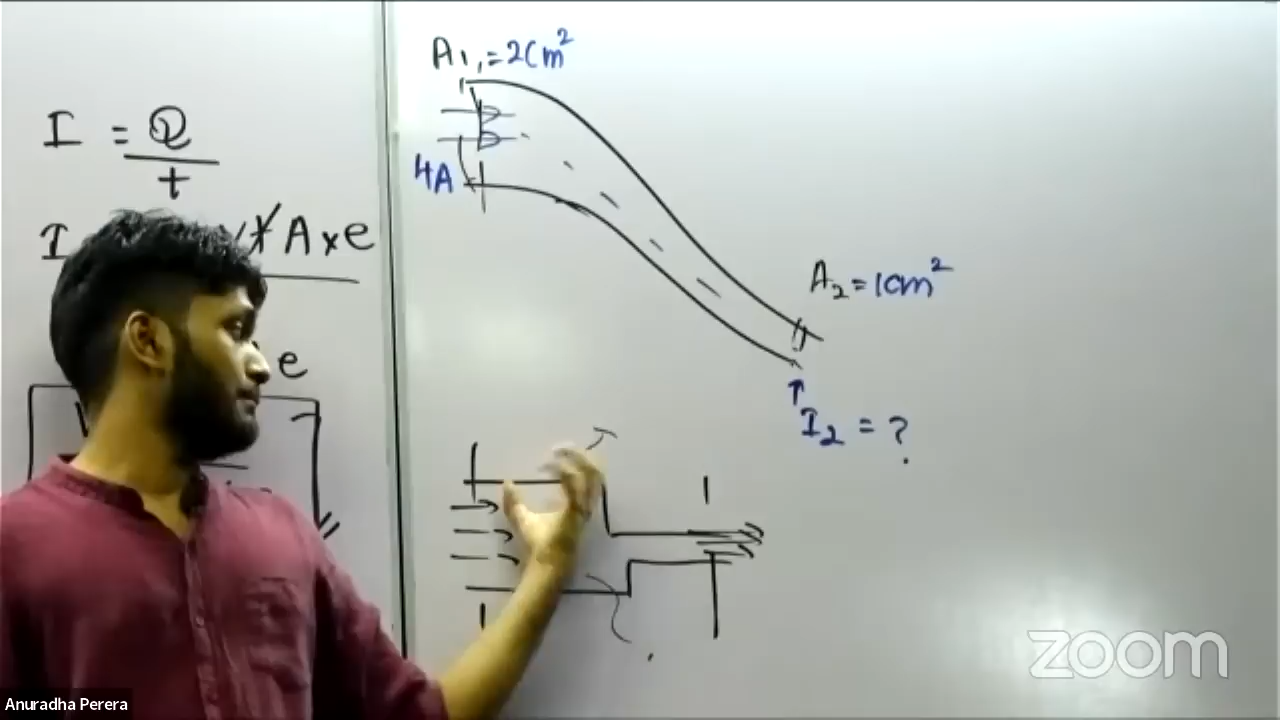 I = Q
t
I A x e
e
A1 = 2cm²
4A
A2 = 1cm²
I2 = ?
zoom
Anuradha Perera